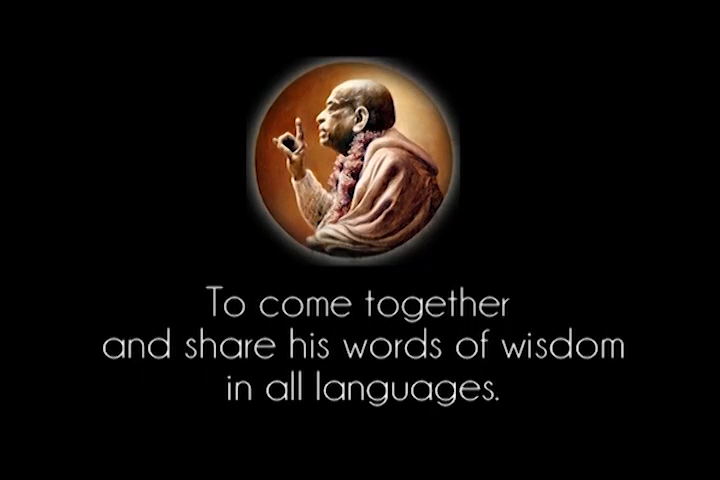 To come together
and share his words of wisdom
in all languages.